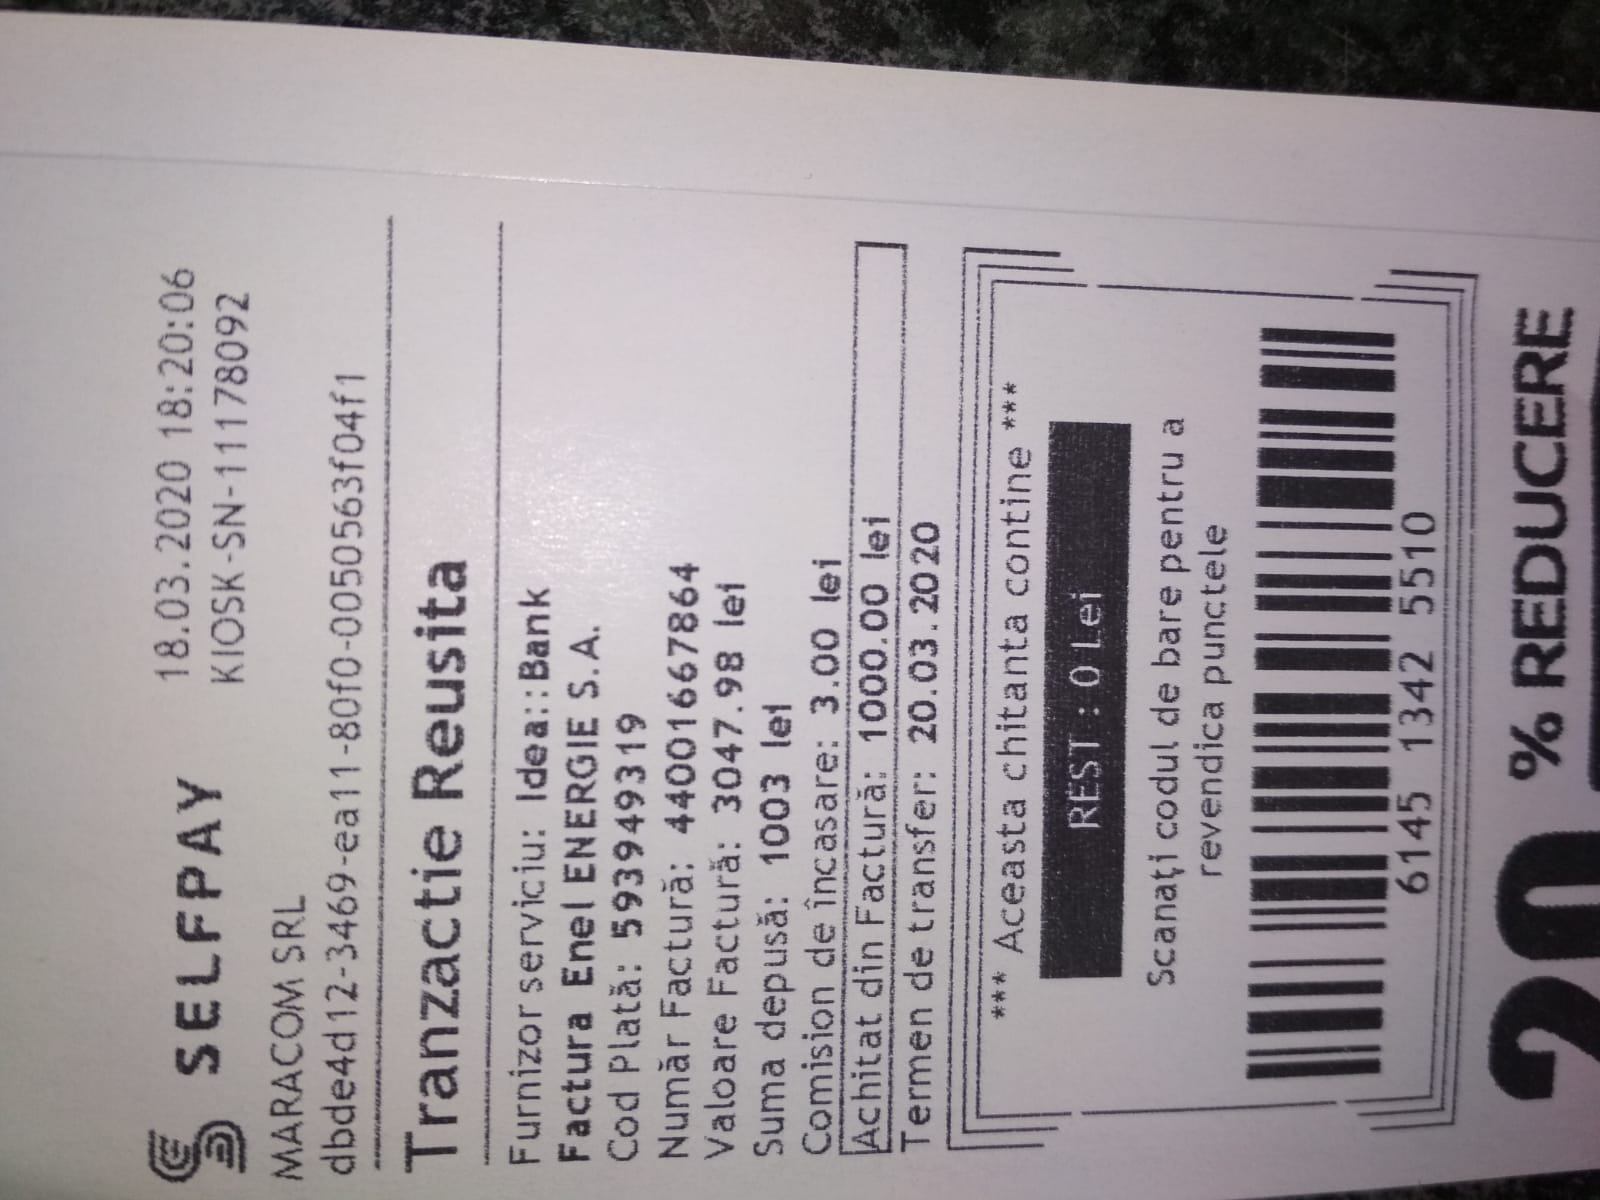 SELFPAY
18.03.2020 18:20:06
KIOSK-SN-11178092
MARACOM SRL
dbde4d12-3469-ea11-80f0-0050563f04f1
Tranzactie Reusita
Furnizor serviciu: Idea::Bank
Factura Enel ENERGIE S.A.
Cod Plată: 593949319
Număr Factură: 44001667864
Valoare Factură: 3047.98 lei
Suma depusă: 1003 lei
Comision de încasare: 3.00 lei
Achitat din Factură: 1000.00 lei
Termen de transfer: 20.03.2020
*** Aceasta chitanta contine ***
REST : 0 Lei
Scanaţi codul de bare pentru a
revendica punctele
6145 1342 5510
20 % REDUCERE